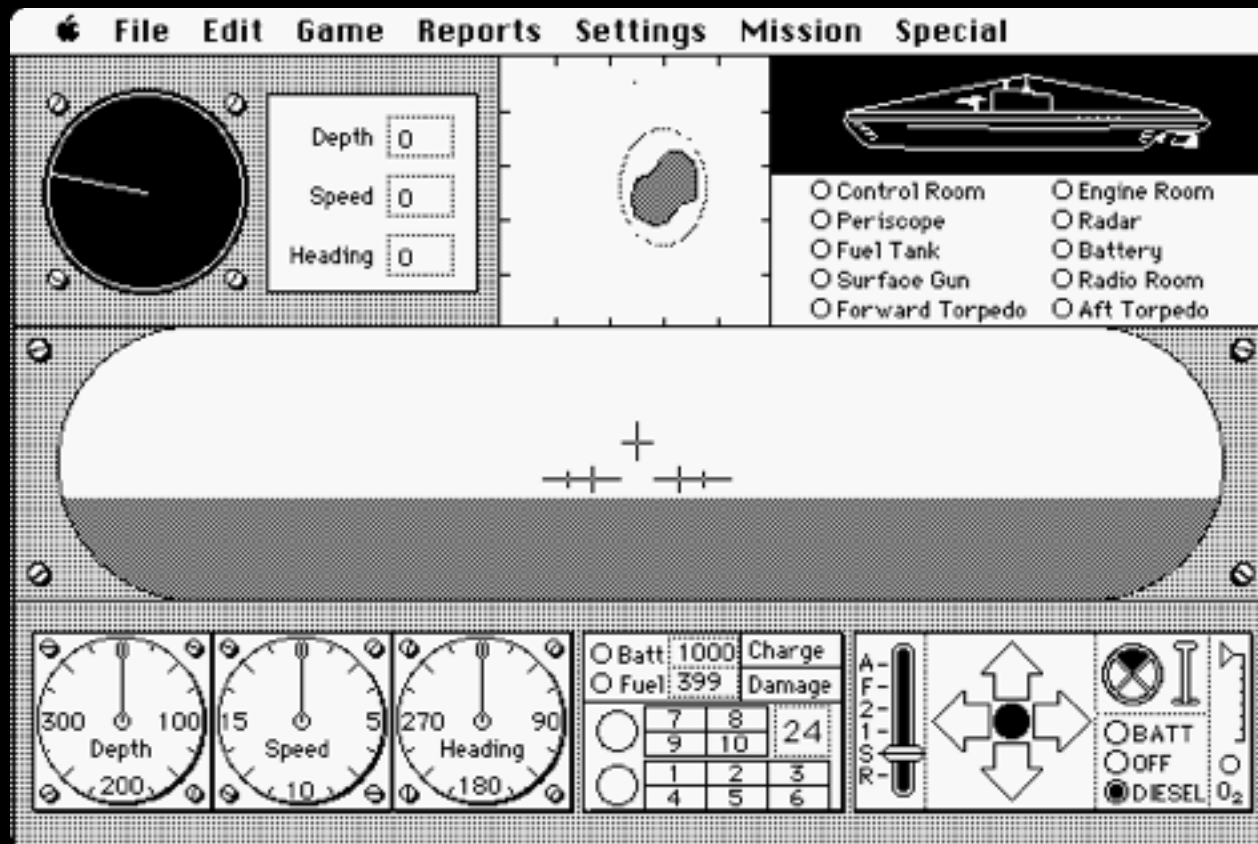 File Edit Game Reports Settings Mission Special
Depth 0
Speed 0
Heading 0
Control Room Engine Room
Periscope Radar
Fuel Tank Battery
Surface Gun Radio Room
Forward Torpedo Aft Torpedo
0
300 100
Depth
200
0
15 5
Speed
10
0
270 90
Heading
180
Batt 1000 Charge
Fuel 399 Damage
7 8
9 10
24
1 2 3
4 5 6
A
F
2
1
S
R
BATT
OFF
DIESEL
O2